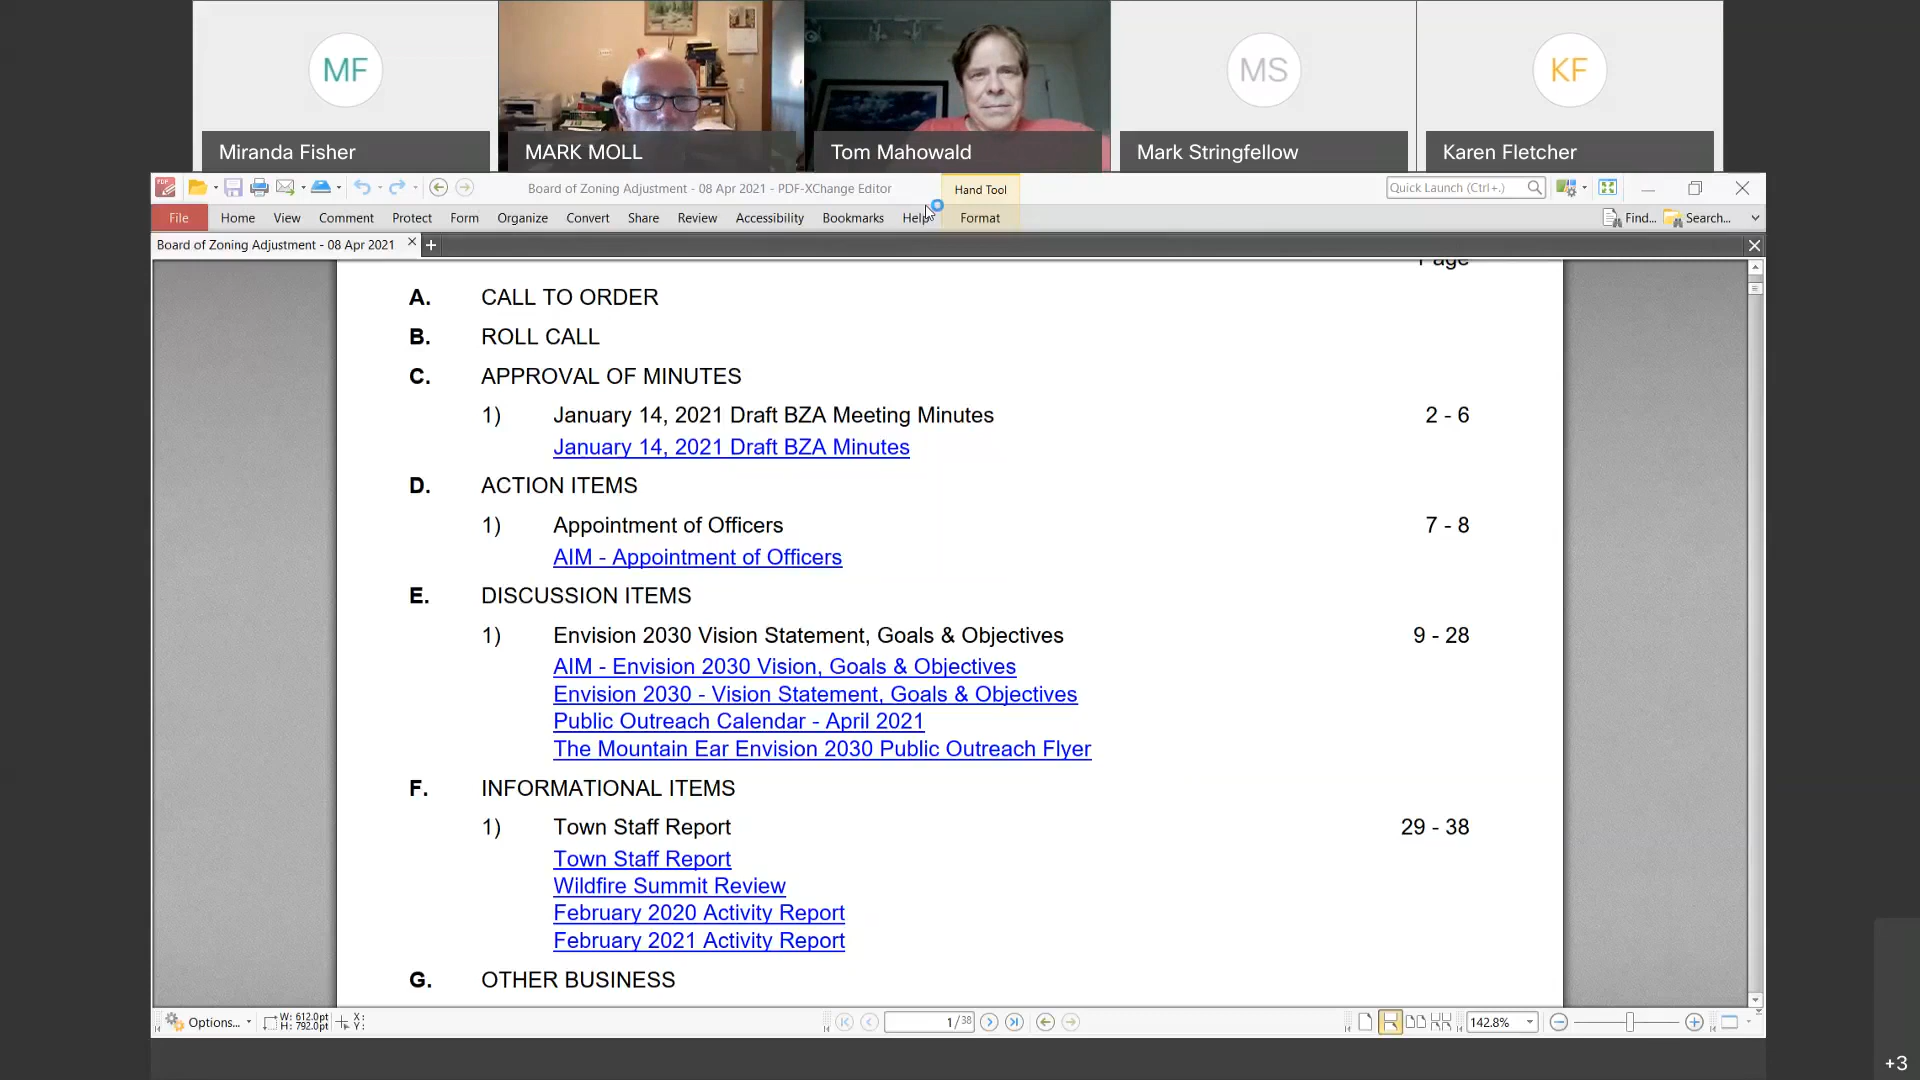 MF
MS
KF
Miranda Fisher
MARK MOLL
Tom Mahowald
Mark Stringfellow
Karen Fletcher
Board of Zoning Adjustment - 08 Apr 2021 - PDF-XChange Editor
Hand Tool
Quick Launch (Ctrl+.)
File Home View Comment Protect Form Organize Convert Share Review Accessibility Bookmarks Help Format Find... Search...
Board of Zoning Adjustment - 08 Apr 2021
Page
A. CALL TO ORDER
B. ROLL CALL
C. APPROVAL OF MINUTES
1) January 14, 2021 Draft BZA Meeting Minutes 2 - 6
January 14, 2021 Draft BZA Minutes
D. ACTION ITEMS
1) Appointment of Officers 7 - 8
AIM - Appointment of Officers
E. DISCUSSION ITEMS
1) Envision 2030 Vision Statement, Goals & Objectives 9 - 28
AIM - Envision 2030 Vision, Goals & Objectives
Envision 2030 - Vision Statement, Goals & Objectives
Public Outreach Calendar - April 2021
The Mountain Ear Envision 2030 Public Outreach Flyer
F. INFORMATIONAL ITEMS
1) Town Staff Report 29 - 38
Town Staff Report
Wildfire Summit Review
February 2020 Activity Report
February 2021 Activity Report
G. OTHER BUSINESS
Options... W: 612.0pt X:
H: 792.0pt Y:
1 / 38
142.8%
+3